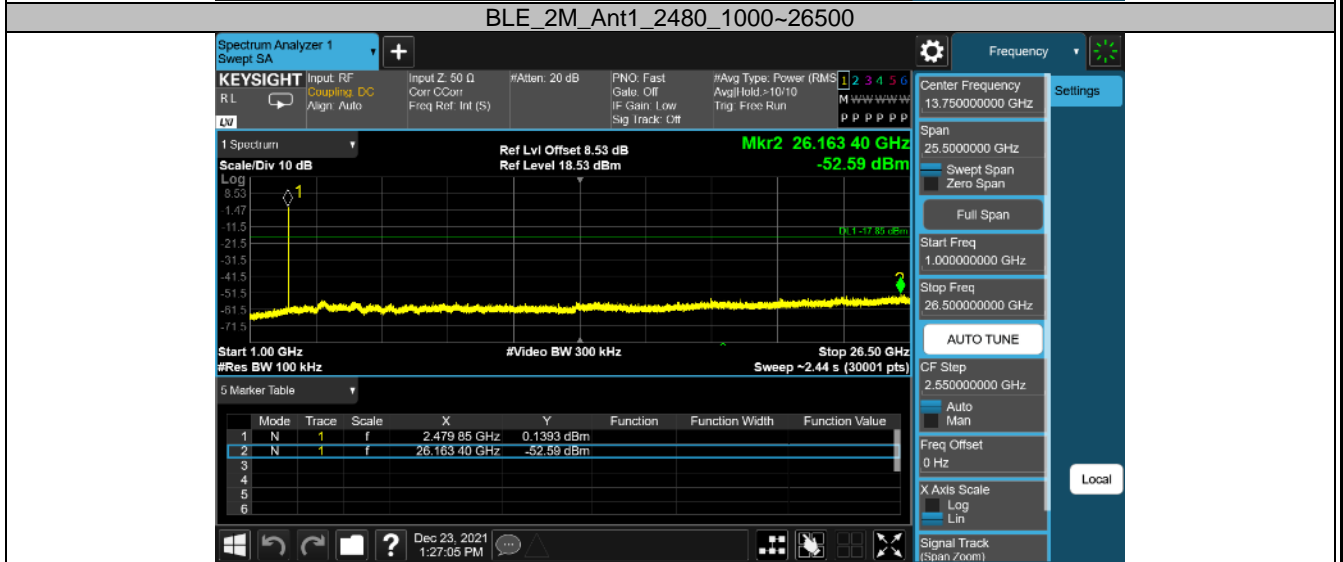 BLE_2M_Ant1_2480_1000~26500
Spectrum Analyzer 1
Swept SA
Frequency
KEYSIGHT
R L
LXI
Input: RF
Coupling: DC
Align: Auto
Input Z: 50 Ω
Corr CCorr
Freq Ref: Int (S)
#Atten: 20 dB
PNO: Fast
Gate: Off
IF Gain: Low
Sig Track: Off
#Avg Type: Power (RMS
Avg|Hold:>10/10
Trig: Free Run
1 2 3 4 5 6
M W W W W W
P P P P P P
1 Spectrum
Scale/Div 10 dB
Ref Lvl Offset 8.53 dB
Ref Level 18.53 dBm
Mkr2 26.163 40 GHz
-52.59 dBm
Log
8.53
-1.47
-11.5
-21.5
-31.5
-41.5
-51.5
-61.5
-71.5
1
DL1 -17.85 dBm
2
Start 1.00 GHz
#Res BW 100 kHz
#Video BW 300 kHz
Stop 26.50 GHz
Sweep ~2.44 s (30001 pts)
5 Marker Table
Mode Trace Scale X Y Function Function Width Function Value
1 N 1 f 2.479 85 GHz 0.1393 dBm
2 N 1 f 26.163 40 GHz -52.59 dBm
3
4
5
6
Dec 23, 2021
1:27:05 PM
Center Frequency
13.750000000 GHz
Span
25.5000000 GHz
Swept Span
Zero Span
Full Span
Start Freq
1.000000000 GHz
Stop Freq
26.500000000 GHz
AUTO TUNE
CF Step
2.550000000 GHz
Auto
Man
Freq Offset
0 Hz
X Axis Scale
Log
Lin
Signal Track
(Span Zoom)
Settings
Local